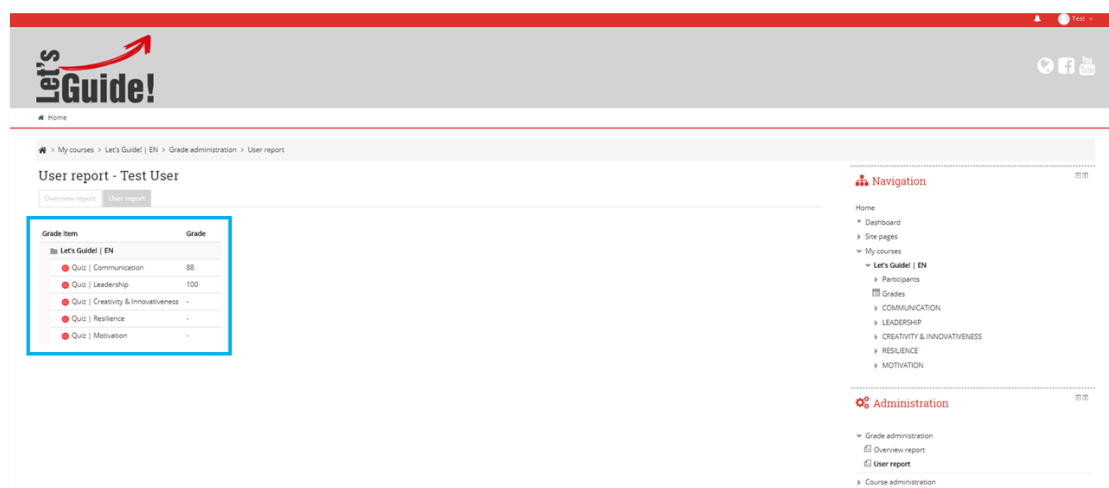 Test
Let's
Guide!
You
Tube
Home
My courses > Let's Guide! | EN > Grade administration > User report
User report - Test User
Overview report User report
Grade item Grade
Let's Guide! | EN
Quiz | Communication 88
Quiz | Leadership 100
Quiz | Creativity & Innovativeness -
Quiz | Resilience -
Quiz | Motivation -
Navigation
Home
Dashboard
Site pages
My courses
Let's Guide! | EN
Participants
Grades
COMMUNICATION
LEADERSHIP
CREATIVITY & INNOVATIVENESS
RESILIENCE
MOTIVATION
Administration
Grade administration
Overview report
User report
Course administration